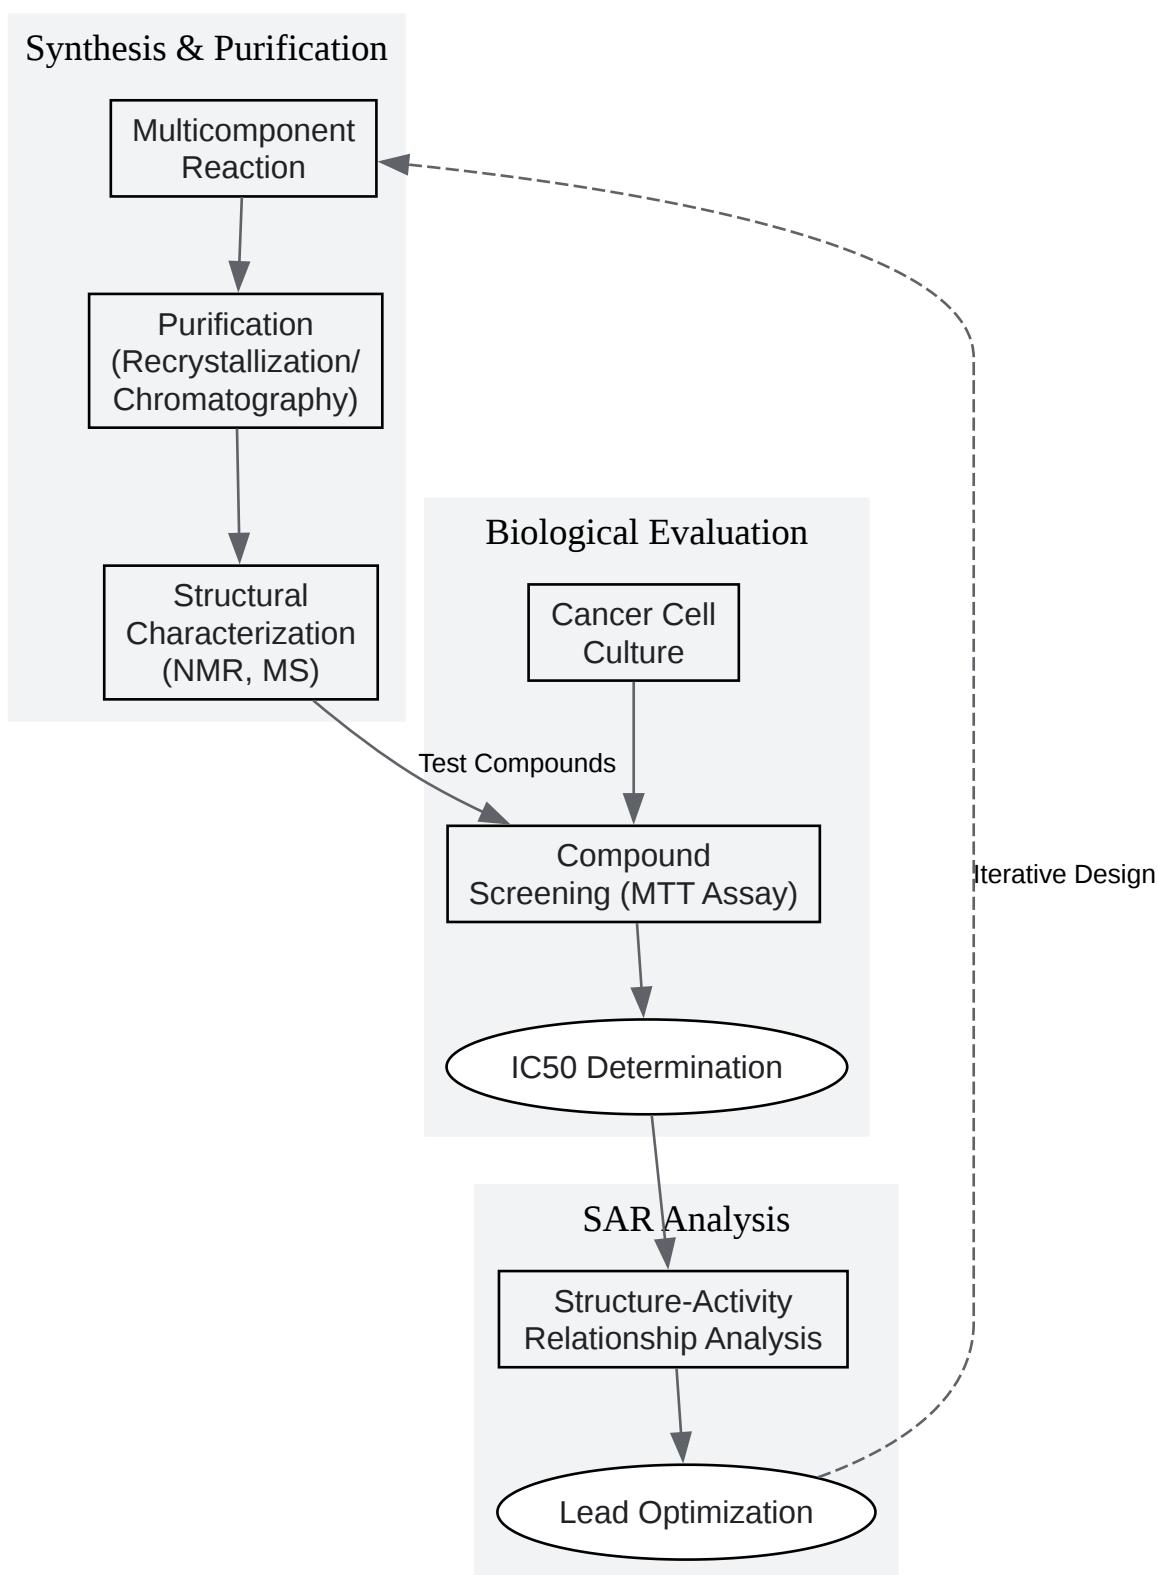 Synthesis & Purification
Multicomponent
Reaction
Purification
(Recrystallization/
Chromatography)
Structural
Characterization
(NMR, MS)
Biological Evaluation
Cancer Cell
Culture
Test Compounds
Compound
Screening (MTT Assay)
Iterative Design
IC50 Determination
SAR Analysis
Structure-Activity
Relationship Analysis
Lead Optimization